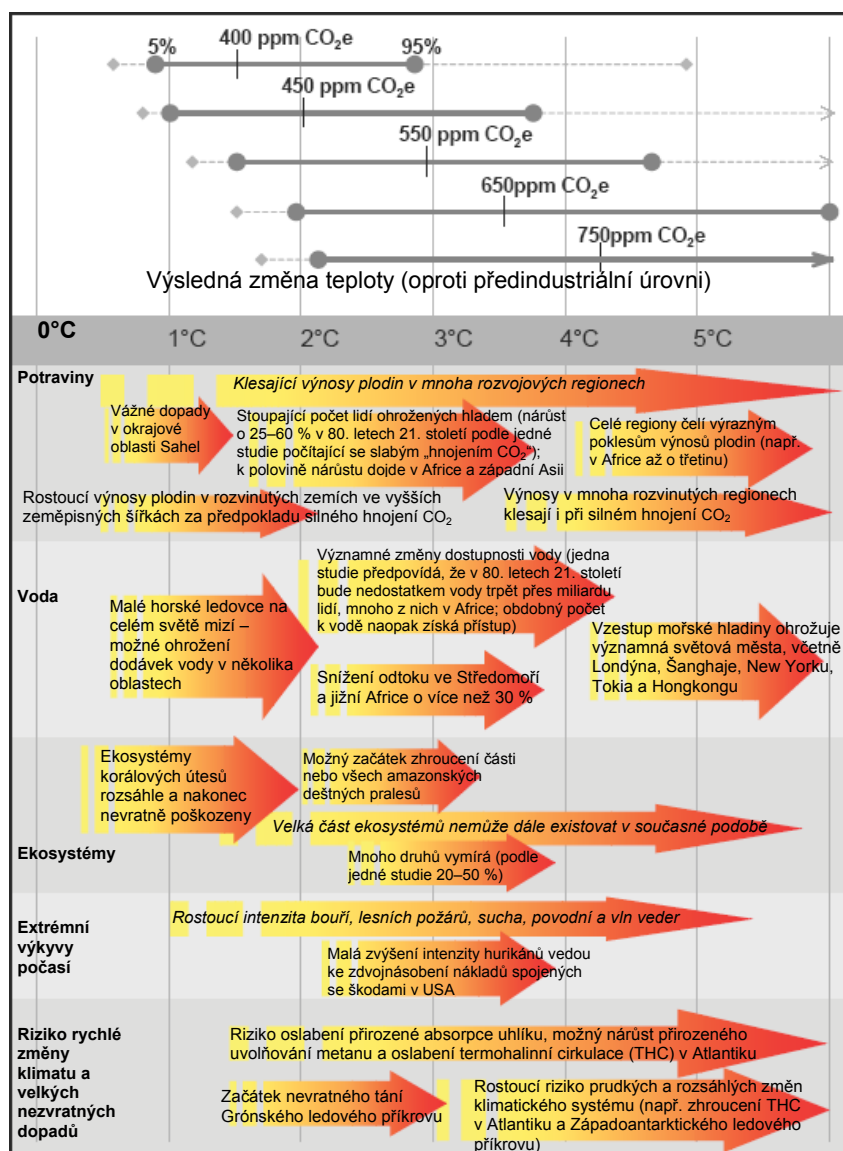 400 ppm CO₂e
5%
95%
450 ppm CO₂e
550 ppm CO₂e
650ppm CO₂e
750ppm CO₂e
Výsledná změna teploty (oproti předindustriální úrovni)
0°C
1°C
2°C
3°C
4°C
5°C
Potraviny
Klesající výnosy plodin v mnoha rozvojových regionech
Vážné dopady
v okrajové
oblasti Sahel
Stoupající počet lidí ohrožených hladem (nárůst
o 25–60 % v 80. letech 21. století podle jedné
studie počítající se slabým „hnojením CO₂“);
k polovině nárůstu dojde v Africe a západní Asii
Celé regiony čelí výrazným
poklesům výnosů plodin (např.
v Africe až o třetinu)
Rostoucí výnosy plodin v rozvinutých zemích ve vyšších
zeměpisných šířkách za předpokladu silného hnojení CO₂
Výnosy v mnoha rozvinutých regionech
klesají i při silném hnojení CO₂
Voda
Malé horské ledovce na
celém světě mizí –
možné ohrožení
dodávek vody v několika
oblastech
Významné změny dostupnosti vody (jedna
studie předpovídá, že v 80. letech 21. století
bude nedostatkem vody trpět přes miliardu
lidí, mnoho z nich v Africe; obdobný počet
k vodě naopak získá přístup)
Snížení odtoku ve Středomoří
a jižní Africe o více než 30 %
Vzestup mořské hladiny ohrožuje
významná světová města, včetně
Londýna, Šanghaje, New Yorku,
Tokia a Hongkongu
Ekosystémy
korálových útesů
rozsáhle a nakonec
nevratně poškozeny
Možný začátek zhroucení části
nebo všech amazonských
deštných pralesů
Velká část ekosystémů nemůže dále existovat v současné podobě
Ekosystémy
Mnoho druhů vymírá (podle
jedné studie 20–50 %)
Extrémní
výkyvy
počasí
Rostoucí intenzita bouří, lesních požárů, sucha, povodní a vln veder
Malá zvýšení intenzity hurikánů vedou
ke zdvojnásobení nákladů spojených
se škodami v USA
Riziko rychlé
změny
klimatu a
velkých
nezvratných
dopadů
Riziko oslabení přirozené absorpce uhlíku, možný nárůst přirozeného
uvolňování metanu a oslabení termohalinní cirkulace (THC) v Atlantiku
Začátek nevratného tání
Grónského ledového příkrovu
Rostoucí riziko prudkých a rozsáhlých změn
klimatického systému (např. zhroucení THC
v Atlantiku a Západoantarktického ledového
příkrovu)